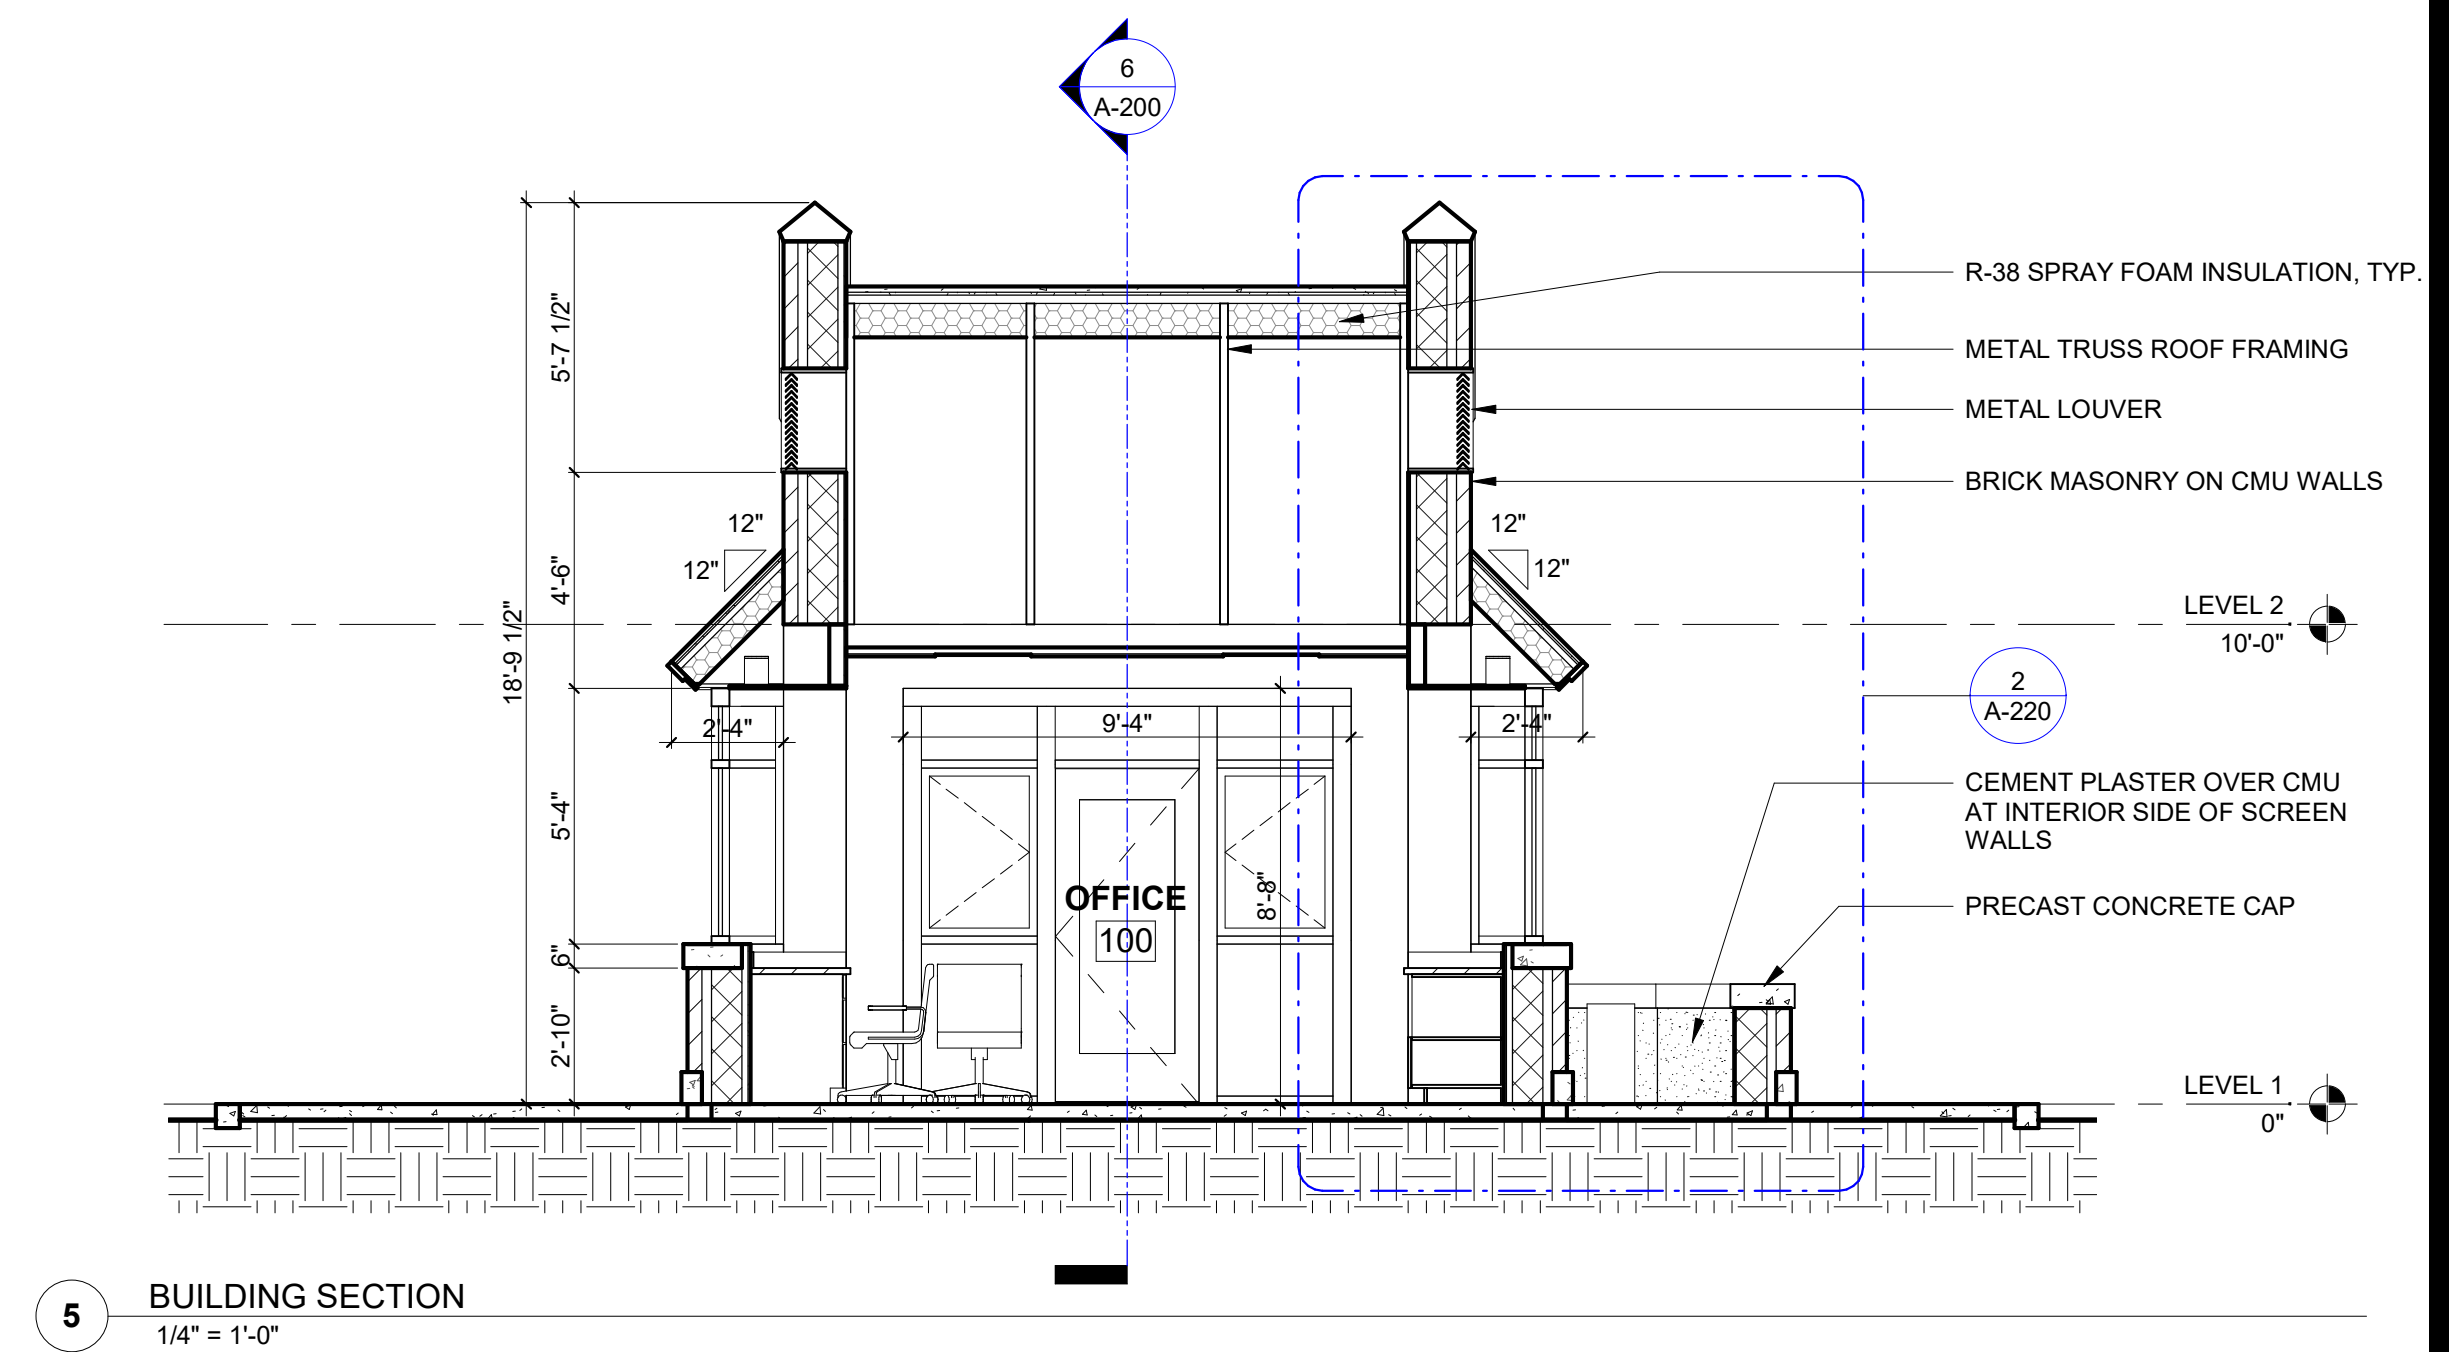 6
A-200
R-38 SPRAY FOAM INSULATION, TYP.
METAL TRUSS ROOF FRAMING
METAL LOUVER
BRICK MASONRY ON CMU WALLS
5'-7 1/2"
12"
12"
12"
12"
4'-6"
18'-9 1/2"
LEVEL 2
10'-0"
2
A-220
2'-4"
9'-4"
2'-4"
CEMENT PLASTER OVER CMU
AT INTERIOR SIDE OF SCREEN
WALLS
5'-4"
8'-8"
OFFICE
100
PRECAST CONCRETE CAP
6"
2'-10"
LEVEL 1
0"
5
BUILDING SECTION
1/4" = 1'-0"